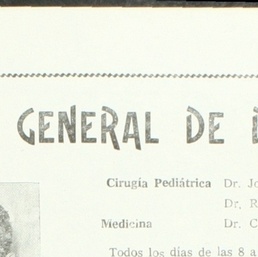 GENERAL DE
Cirugía Pediátrica Dr.
Dr. R
Medicina Dr. C
Todos los días de las 8 a